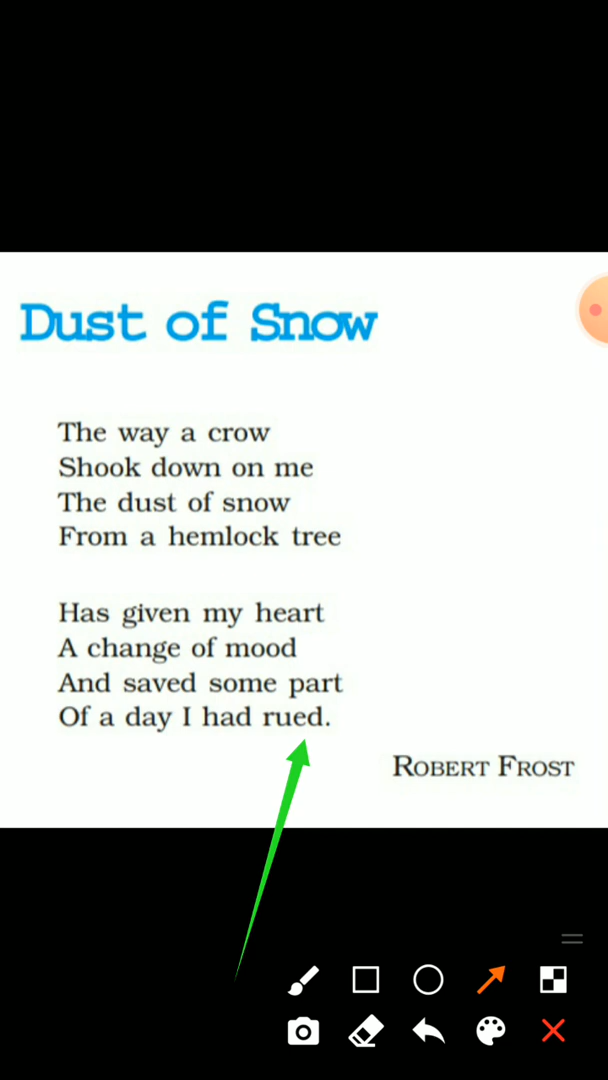 Dust of Snow
The way a crow
Shook down on me
The dust of snow
From a hemlock tree
Has given my heart
A change of mood
And saved some part
Of a day I had rued.
ROBERT FROST